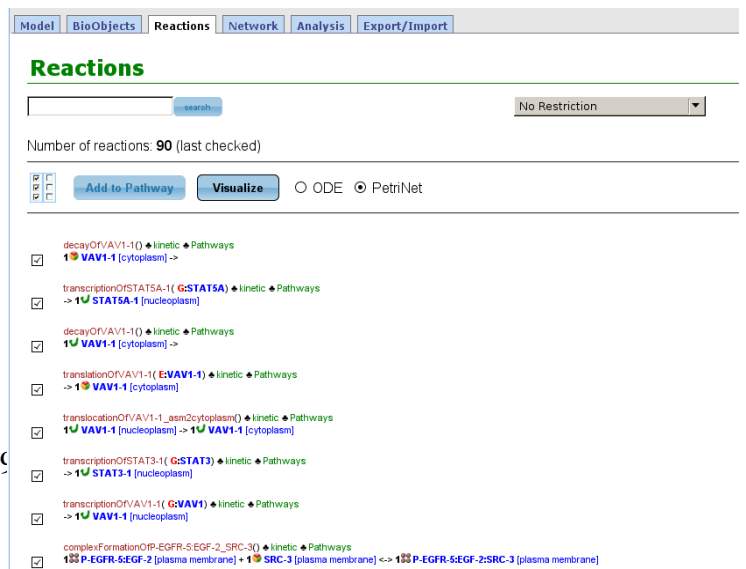 Model BioObjects Reactions Network Analysis Export/Import
Reactions
search No Restriction
Number of reactions: 90 (last checked)
Add to Pathway Visualize ODE PetriNet
decayOfVAV1-1() ♣ kinetic ♣ Pathways
1 VAV1-1 [cytoplasm] ->
transcriptionOfSTAT5A-1( G:STAT5A) ♣ kinetic ♣ Pathways
-> 1 STAT5A-1 [nucleoplasm]
decayOfVAV1-1() ♣ kinetic ♣ Pathways
1 VAV1-1 [cytoplasm] ->
translationOfVAV1-1( E:VAV1-1) ♣ kinetic ♣ Pathways
-> 1 VAV1-1 [cytoplasm]
translocationOfVAV1-1_asm2cytoplasm() ♣ kinetic ♣ Pathways
1 VAV1-1 [nucleoplasm] -> 1 VAV1-1 [cytoplasm]
transcriptionOfSTAT3-1( G:STAT3) ♣ kinetic ♣ Pathways
-> 1 STAT3-1 [nucleoplasm]
transcriptionOfVAV1-1( G:VAV1) ♣ kinetic ♣ Pathways
-> 1 VAV1-1 [nucleoplasm]
complexFormationOfP-EGFR-5:EGF-2_SRC-3() ♣ kinetic ♣ Pathways
1 P-EGFR-5:EGF-2 [plasma membrane] + 1 SRC-3 [plasma membrane] <-> 1 P-EGFR-5:EGF-2:SRC-3 [plasma membrane]